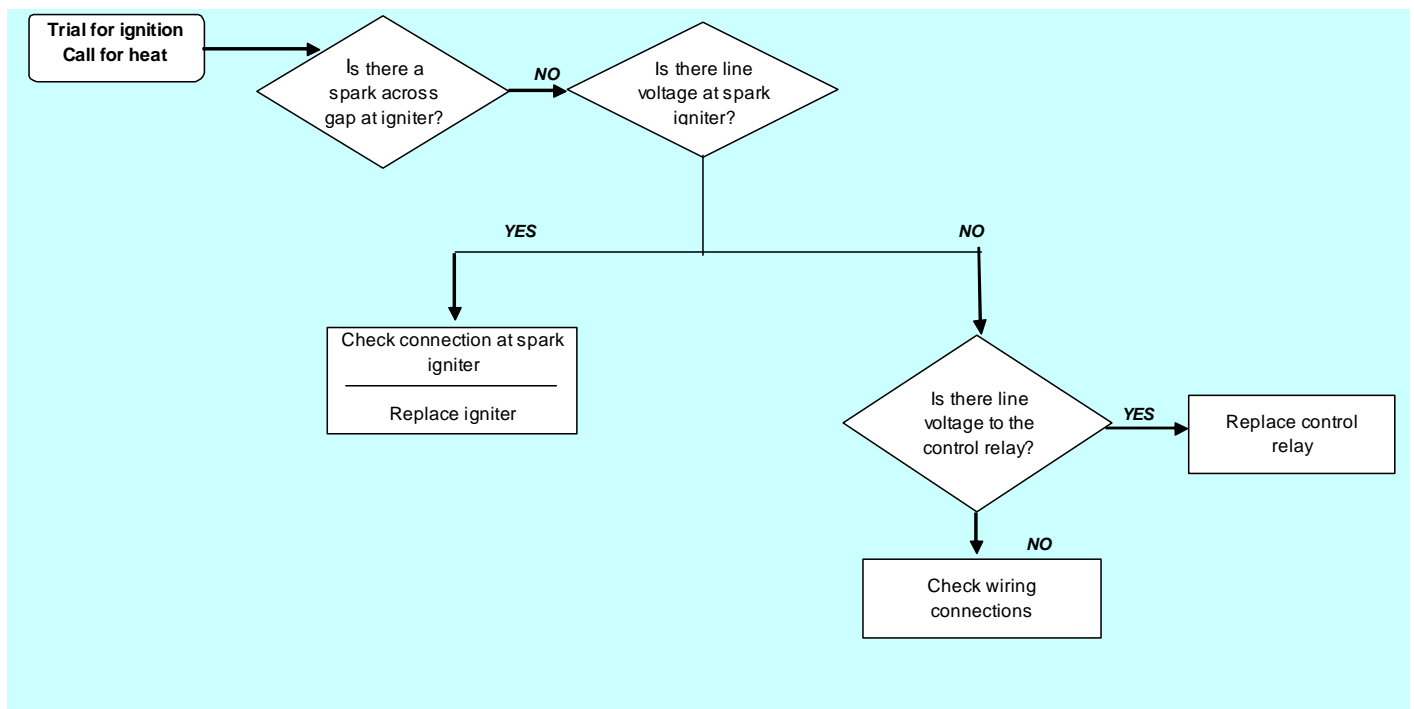 Trial for ignition
Call for heat
Is there a
spark across
gap at igniter?
NO
Is there line
voltage at spark
igniter?
YES
NO
Check connection at spark
igniter
Replace igniter
Is there line
voltage to the
control relay?
YES
Replace control
relay
NO
Check wiring
connections